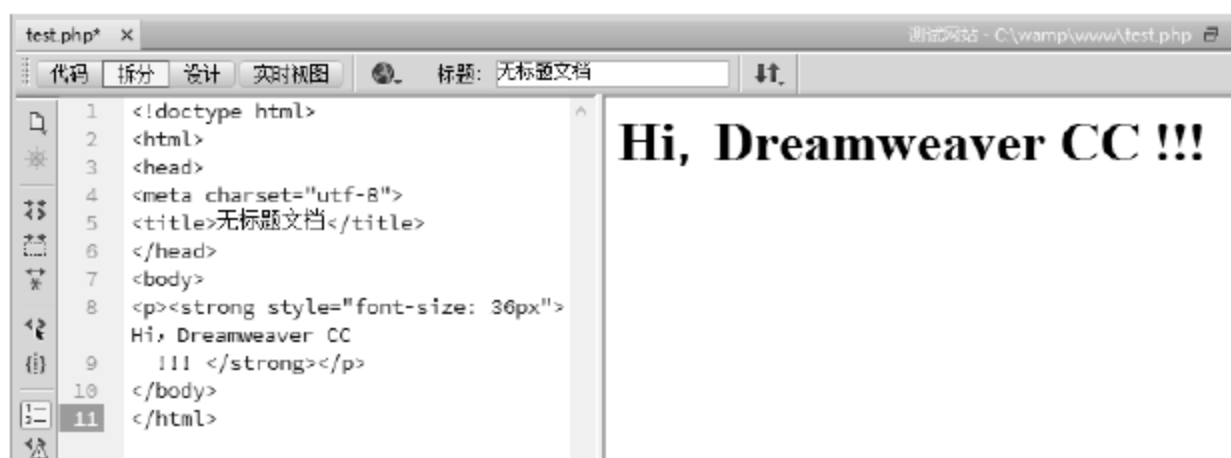 test.php* ×
测试网站 - C:\wamp\www\test.php
代码 拆分 设计 实时视图 标题: 无标题文档
1 <!doctype html>
2 <html>
3 <head>
4 <meta charset="utf-8">
5 <title>无标题文档</title>
6 </head>
7 <body>
8 <p><strong style="font-size: 36px">
Hi，Dreamweaver CC
9 !!! </strong></p>
10 </body>
11 </html>
Hi，Dreamweaver CC !!!